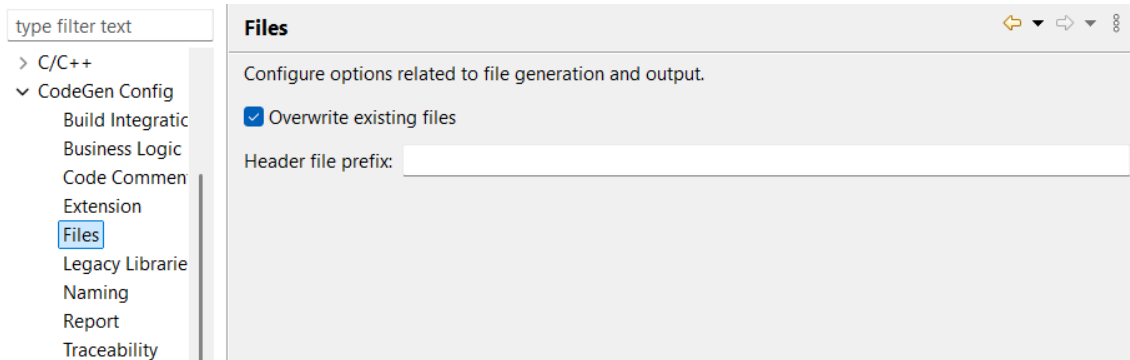 type filter text
C/C++
CodeGen Config
Build Integratic
Business Logic
Code Commen
Extension
Files
Legacy Librarie
Naming
Report
Traceability
Files
Configure options related to file generation and output.
Overwrite existing files
Header file prefix: